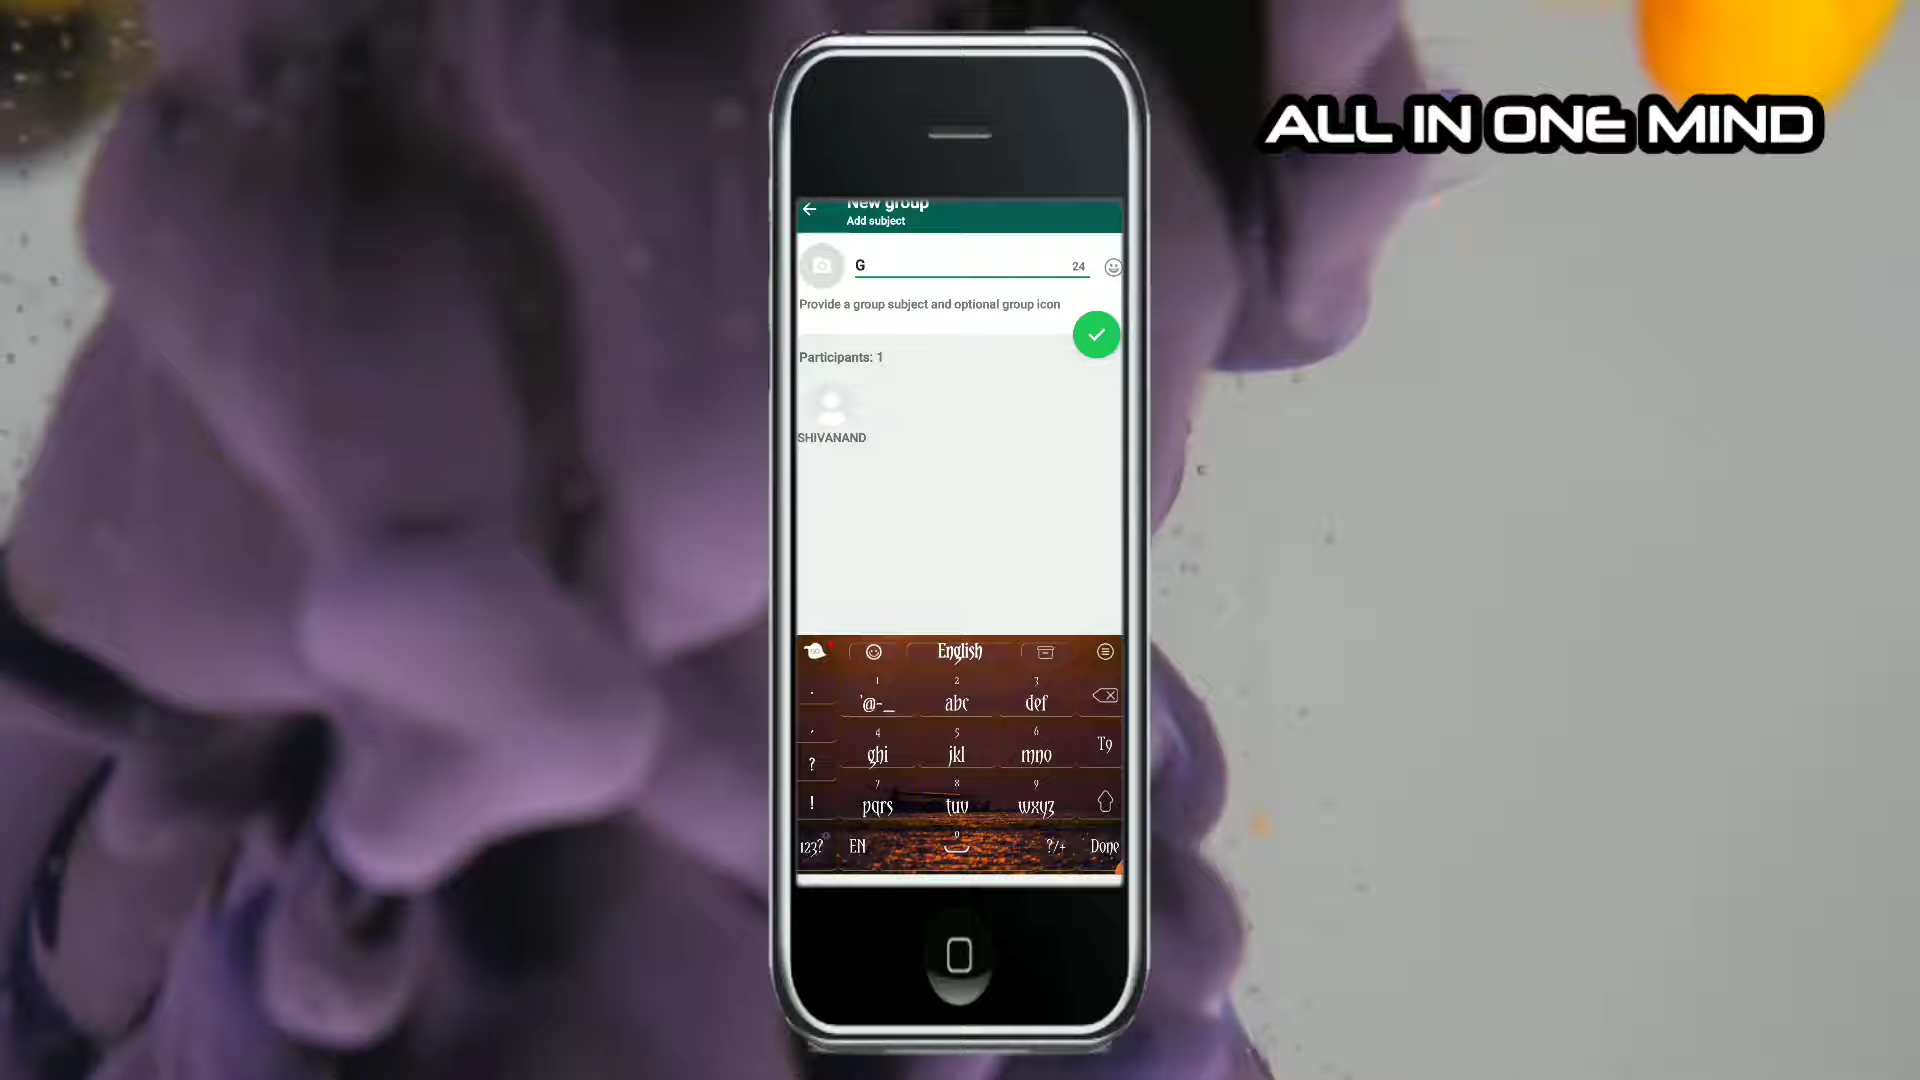 ALL IN ONE MIND
New group
Add subject
G 24
Provide a group subject and optional group icon
Participants: 1
SHIVANAND
English
1 2 3
. '@-_ abc def
4 5 6
, ghi jkl mno T9
?
7 8 9
! pqrs tuv wxyz
0
123? EN ?/+ Done